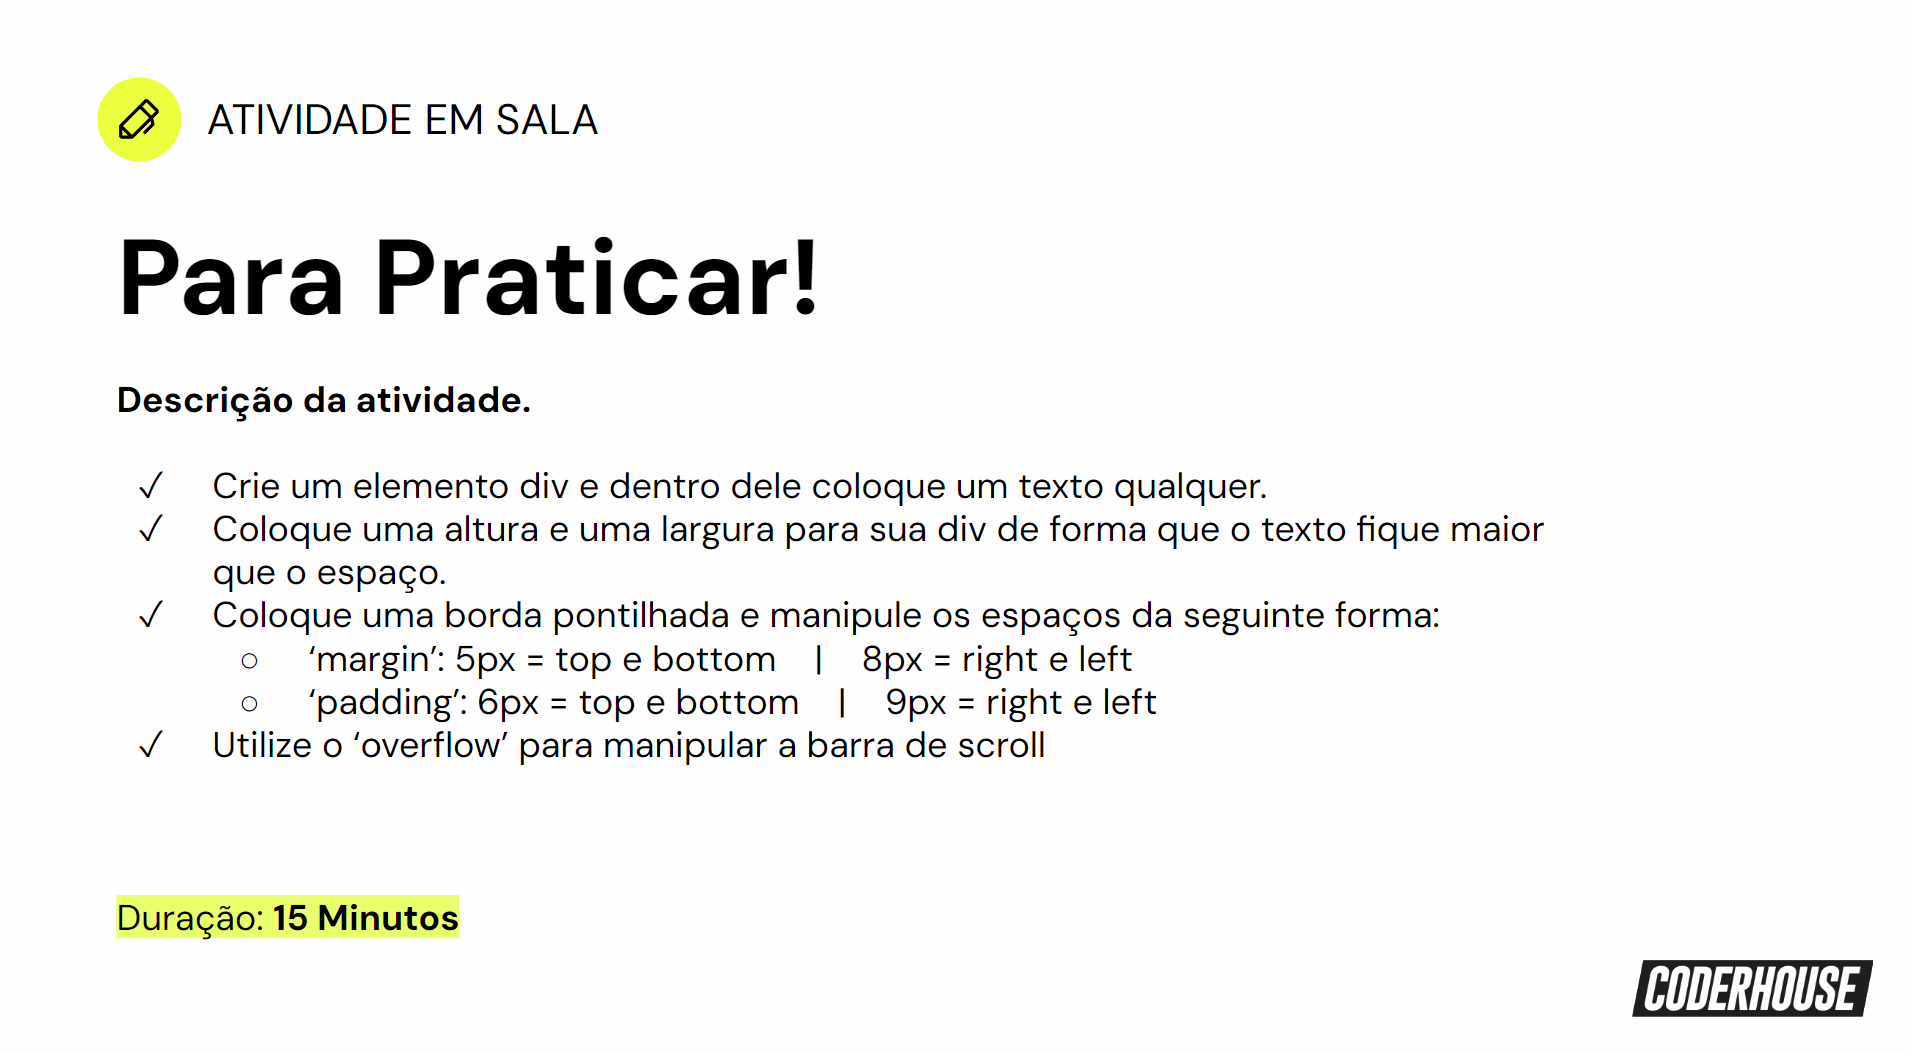 ATIVIDADE EM SALA
Para Praticar!
Descrição da atividade.
✓ Crie um elemento div e dentro dele coloque um texto qualquer.
✓ Coloque uma altura e uma largura para sua div de forma que o texto fique maior
que o espaço.
✓ Coloque uma borda pontilhada e manipule os espaços da seguinte forma:
○ ‘margin’: 5px = top e bottom | 8px = right e left
○ ‘padding’: 6px = top e bottom | 9px = right e left
✓ Utilize o ‘overflow’ para manipular a barra de scroll
Duração: 15 Minutos
CODERHOUSE